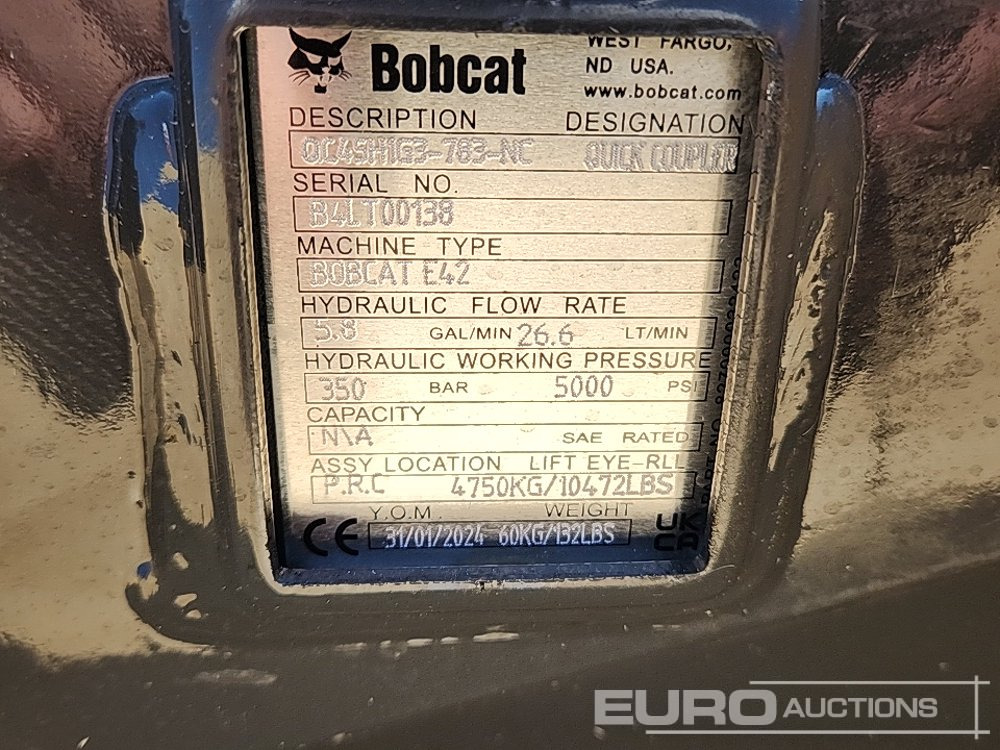 Bobcat
WEST FARGO,
ND USA.
www.bobcat.com
DESCRIPTION DESIGNATION
QC4SH1G3-783-NC QUICK COUPLER
SERIAL NO.
B4LT00138
MACHINE TYPE
BOBCAT E42
HYDRAULIC FLOW RATE
5.8 GAL/MIN 26.6 LT/MIN
HYDRAULIC WORKING PRESSURE
350 BAR 5000 PSI
CAPACITY
N\A SAE RATED
ASSY LOCATION LIFT EYE-RLL
P.R.C 4750KG/10472LBS
Y.O.M. WEIGHT
CE 31/01/2024 60KG/132LBS UK
CA
EURO AUCTIONS